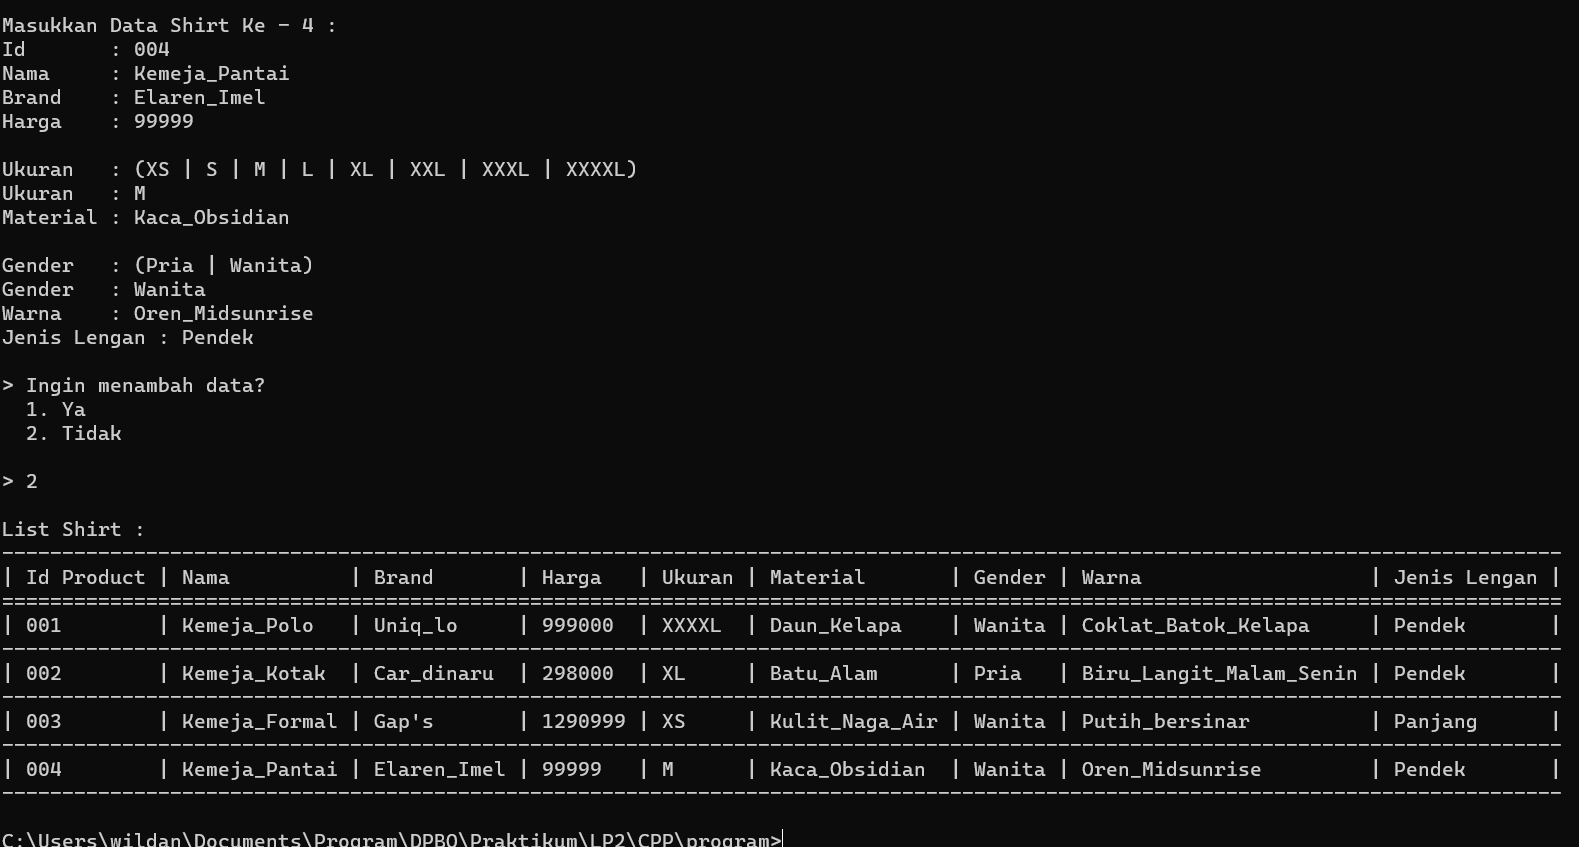 Masukkan Data Shirt Ke - 4 :
Id       : 004
Nama     : Kemeja_Pantai
Brand    : Elaren_Imel
Harga    : 99999
Ukuran   : (XS | S | M | L | XL | XXL | XXXL | XXXXL)
Ukuran   : M
Material : Kaca_Obsidian
Gender   : (Pria | Wanita)
Gender   : Wanita
Warna    : Oren_Midsunrise
Jenis Lengan : Pendek
> Ingin menambah data?
  1. Ya
  2. Tidak
> 2
List Shirt :
----------------------------------------------------------------------------------------------------------------------------------
| Id Product | Nama          | Brand       | Harga   | Ukuran | Material       | Gender | Warna                   | Jenis Lengan |
==================================================================================================================================
| 001        | Kemeja_Polo   | Uniq_lo     | 999000  | XXXXL  | Daun_Kelapa    | Wanita | Coklat_Batok_Kelapa     | Pendek       |
----------------------------------------------------------------------------------------------------------------------------------
| 002        | Kemeja_Kotak  | Car_dinaru  | 298000  | XL     | Batu_Alam      | Pria   | Biru_Langit_Malam_Senin | Pendek       |
----------------------------------------------------------------------------------------------------------------------------------
| 003        | Kemeja_Formal | Gap's       | 1290999 | XS     | Kulit_Naga_Air | Wanita | Putih_bersinar          | Panjang      |
----------------------------------------------------------------------------------------------------------------------------------
| 004        | Kemeja_Pantai | Elaren_Imel | 99999   | M      | Kaca_Obsidian  | Wanita | Oren_Midsunrise         | Pendek       |
----------------------------------------------------------------------------------------------------------------------------------
C:\Users\wildan\Documents\Program\DPBO\Praktikum\LP2\CPP\program>